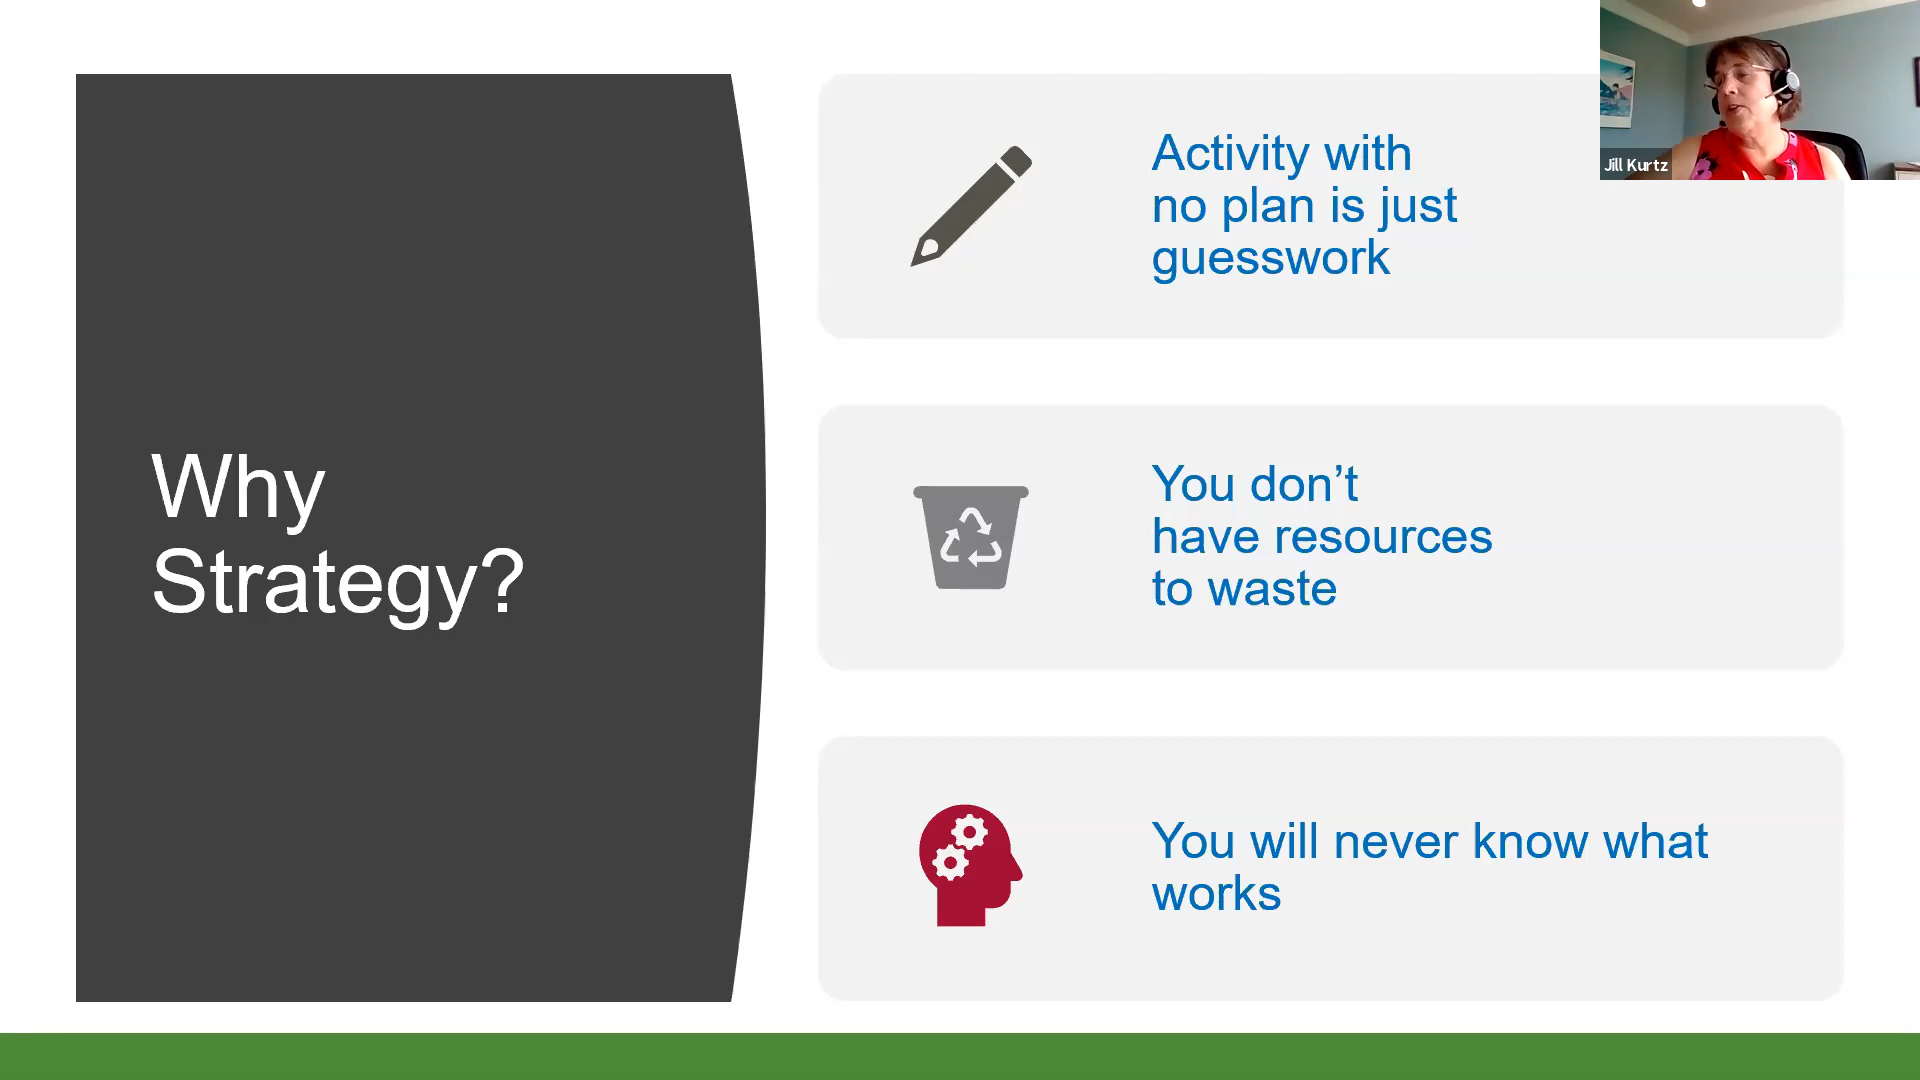 Why
Strategy?
Activity with
no plan is just
guesswork
You don’t
have resources
to waste
You will never know what
works
Jill Kurtz